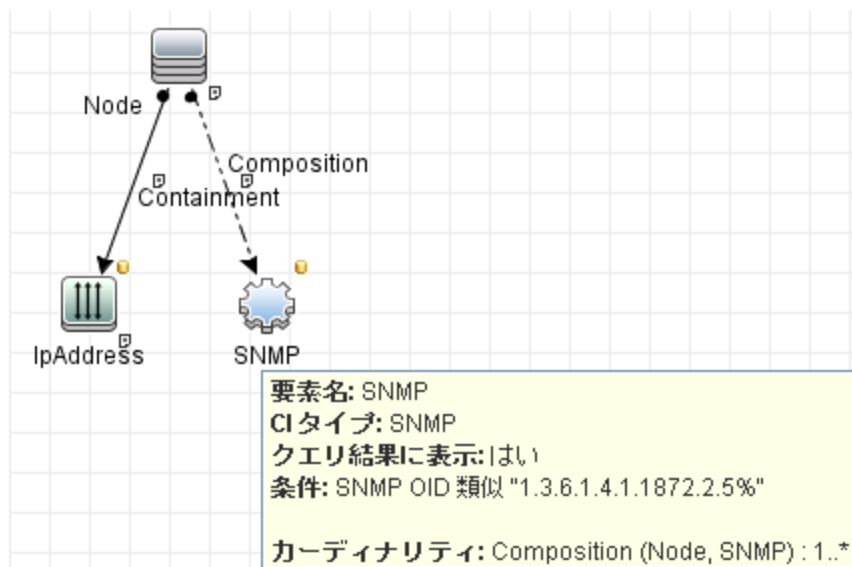 Node
Composition
Containment
IpAddress
SNMP
要素名: SNMP
CIタイプ: SNMP
クエリ結果に表示: はい
条件: SNMP OID 類似 "1.3.6.1.4.1.1872.2.5%"
カーディナリティ: Composition (Node, SNMP) : 1..*